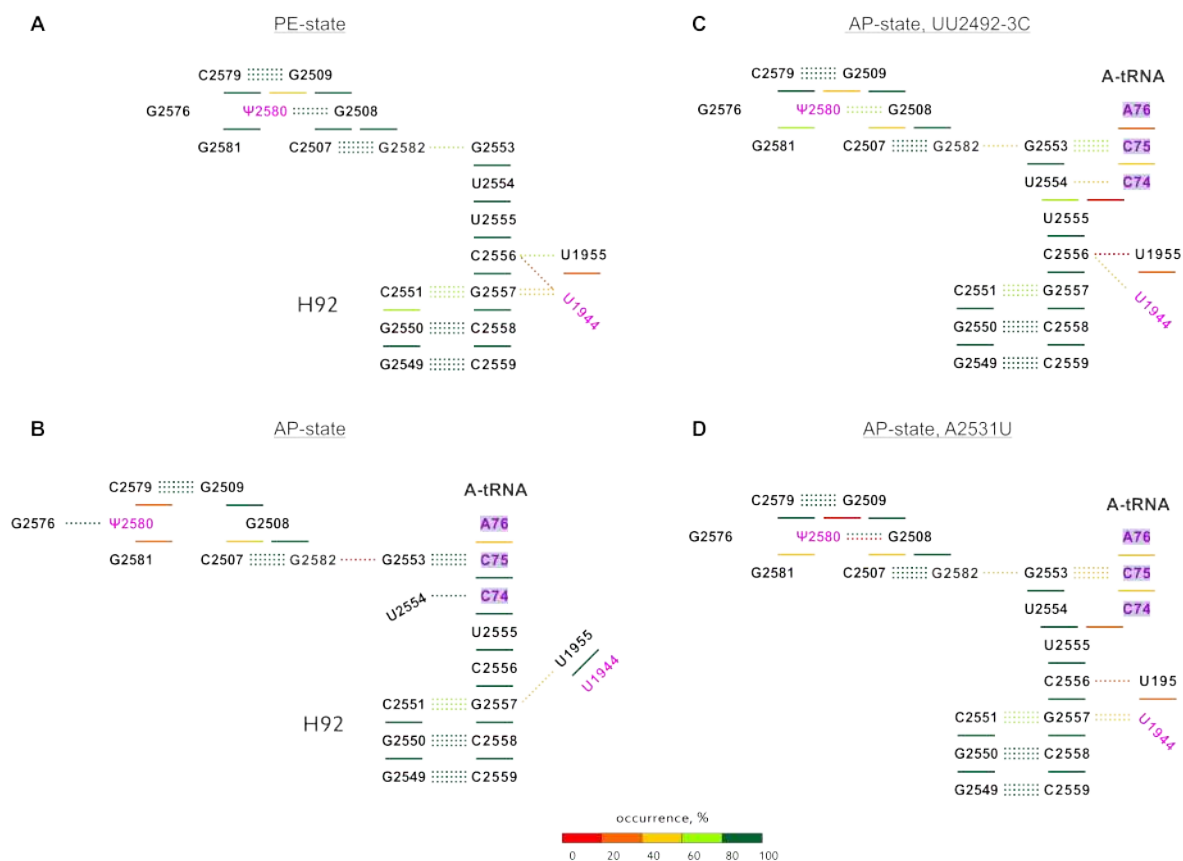 A
PE-state
C2579 G2509
G2576 Ψ2580 G2508
G2581 C2507 G2582 G2553
U2554
U2555
C2556 U1955
H92 C2551 G2557 U1944
G2550 C2558
G2549 C2559
C
AP-state, UU2492-3C
C2579 G2509 A-tRNA
G2576 Ψ2580 G2508 A76
G2581 C2507 G2582 G2553 C75
U2554 C74
U2555
C2556 U1955
C2551 G2557 U1944
G2550 C2558
G2549 C2559
B
AP-state
C2579 G2509 A-tRNA
G2576 Ψ2580 G2508 A76
G2581 C2507 G2582 G2553 C75
U2554 C74
U2555 U1955
C2556 U1944
C2551 G2557
H92 G2550 C2558
G2549 C2559
D
AP-state, A2531U
C2579 G2509 A-tRNA
G2576 Ψ2580 G2508 A76
G2581 C2507 G2582 G2553 C75
U2554 C74
U2555
C2556 U195
C2551 G2557 U1944
G2550 C2558
G2549 C2559
occurrence, %
0 20 40 60 80 100